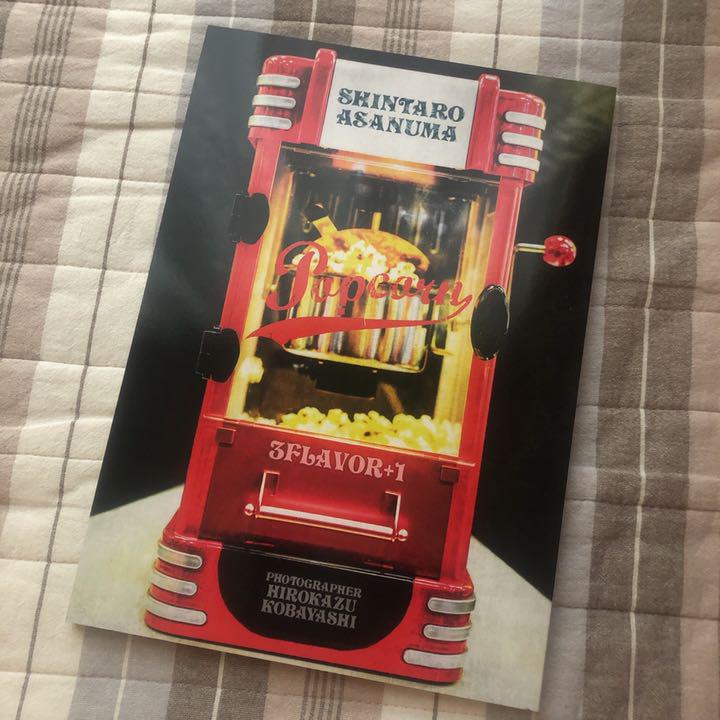 SHINTARO
ASANUMA
Popcorn
3FLAVOR+1
PHOTOGRAPHER
HIROKAZU
KOBAYASHI